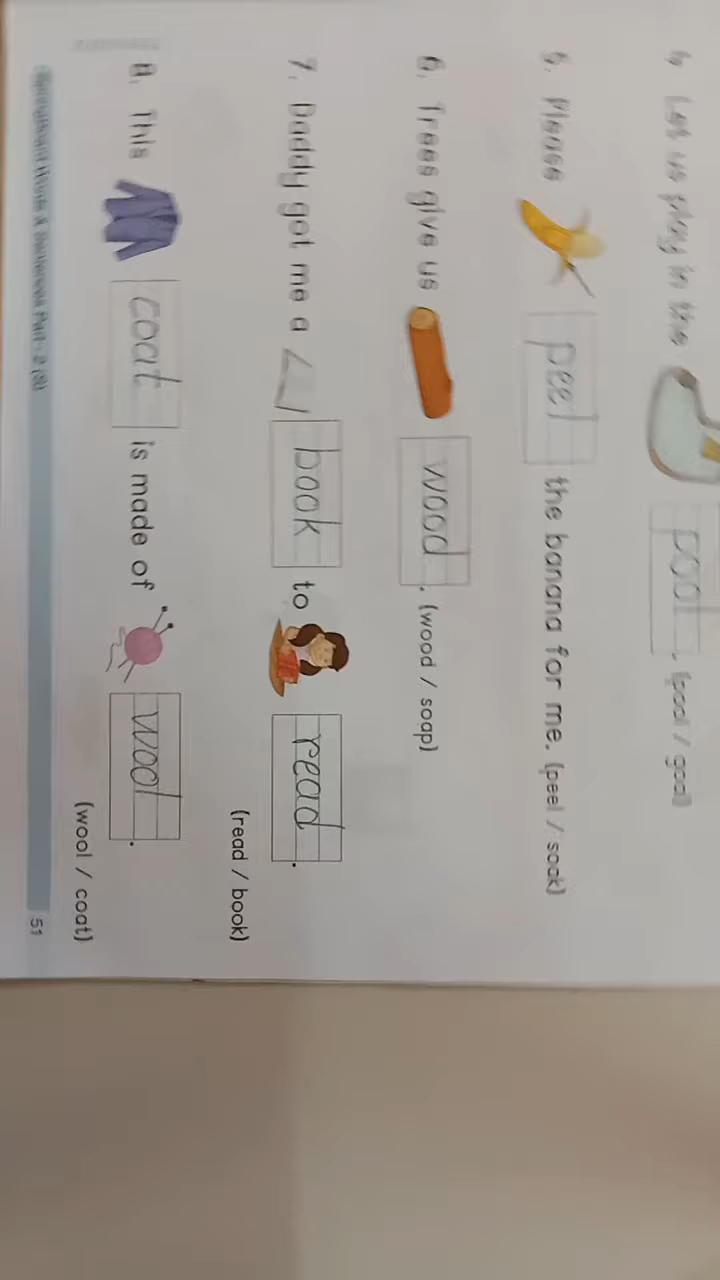 4. Let us play in the pool. (pool / goal)
5. Please peel the banana for me. (peel / soak)
6. Trees give us wood. (wood / soap)
7. Daddy got me a book to read.
(read / book)
8. This coat is made of wool.
(wool / coat)
51